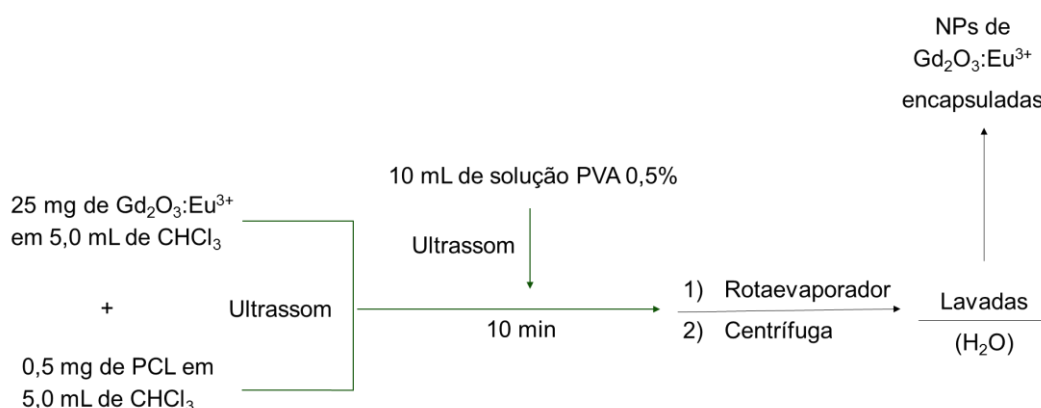 25 mg de Gd₂O₃:Eu³⁺
em 5,0 mL de CHCl₃
+
0,5 mg de PCL em
5,0 mL de CHCl₃
Ultrassom
10 mL de solução PVA 0,5%
Ultrassom
10 min
1) Rotaevaporador
2) Centrífuga
Lavadas
(H₂O)
NPs de
Gd₂O₃:Eu³⁺
encapsuladas